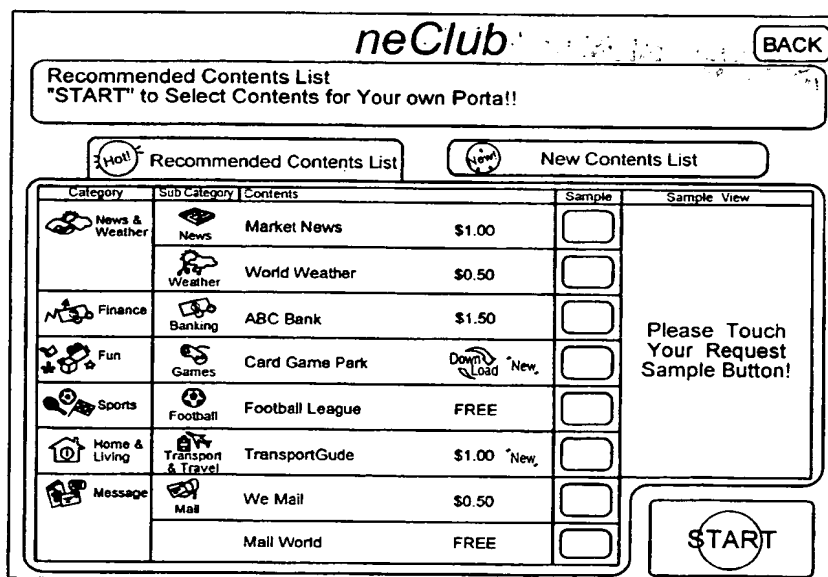 neClub
BACK
Recommended Contents List
"START" to Select Contents for Your own Porta!!
Hot! Recommended Contents List
New! New Contents List
Category Sub Category Contents Sample Sample View
News & Weather News Market News $1.00
Weather World Weather $0.50
Finance Banking ABC Bank $1.50
Fun Games Card Game Park Down Load New
Sports Football Football League FREE
Home & Living Transport & Travel TransportGude $1.00 New
Message Mail We Mail $0.50
Mail World FREE
Please Touch
Your Request
Sample Button!
START